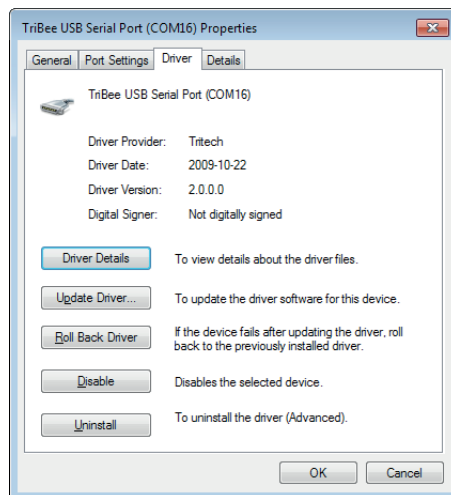 TriBee USB Serial Port (COM16) Properties
General Port Settings Driver Details
TriBee USB Serial Port (COM16)
Driver Provider: Tritech
Driver Date: 2009-10-22
Driver Version: 2.0.0.0
Digital Signer: Not digitally signed
Driver Details To view details about the driver files.
Update Driver... To update the driver software for this device.
Roll Back Driver If the device fails after updating the driver, roll
back to the previously installed driver.
Disable Disables the selected device.
Uninstall To uninstall the driver (Advanced).
OK Cancel